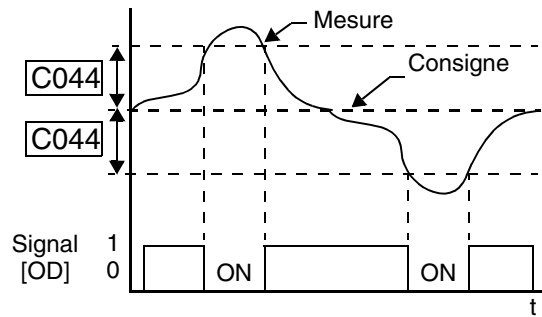 Mesure
Consigne
C044
C044
Signal 1
[OD] 0
ON ON
t